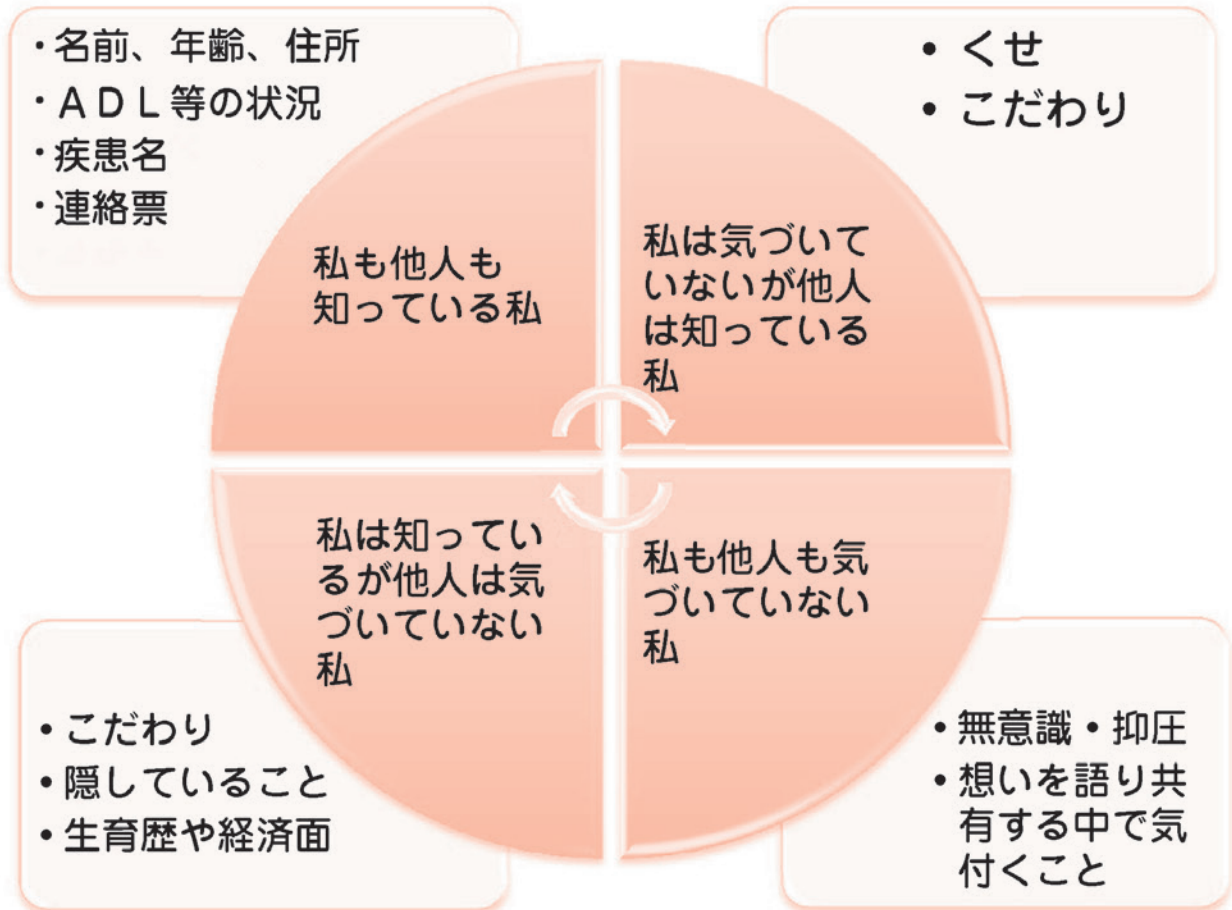 ・名前、年齢、住所
・ＡＤＬ等の状況
・疾患名
・連絡票
• くせ
• こだわり
私も他人も
知っている私
私は気づいて
いないが他人
は知っている
私
私は知ってい
るが他人は気
づいていない
私
私も他人も気
づいていない
私
• こだわり
• 隠していること
• 生育歴や経済面
• 無意識・抑圧
• 想いを語り共
有する中で気
付くこと